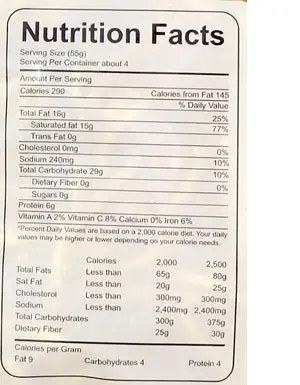 Nutrition Facts
Serving Size (55g)
Serving Per Container about 4
Amount Per Serving
Calories 290 Calories from Fat 145
% Daily Value
Total Fat 16g 25%
Saturated fat 15g 77%
Trans Fat 0g
Cholesterol 0mg 0%
Sodium 240mg 10%
Total Carbohydrate 29g 10%
Dietary Fiber 0g 0%
Sugars 0g
Protein 6g
Vitamin A 2% Vitamin C 8% Calcium 0% Iron 6%
*Percent Daily Values are based on a 2,000 calorie diet. Your daily
values may be higher or lower depending on your calorie needs.
Calories 2,000 2,500
Total Fats Less than 65g 80g
Sat Fat Less than 20g 25g
Cholesterol Less than 300mg 300mg
Sodium Less than 2,400mg 2,400mg
Total Carbohydrates 300g 375g
Dietary Fiber 25g 30g
Calories per Gram
Fat 9 Carbohydrates 4 Protein 4